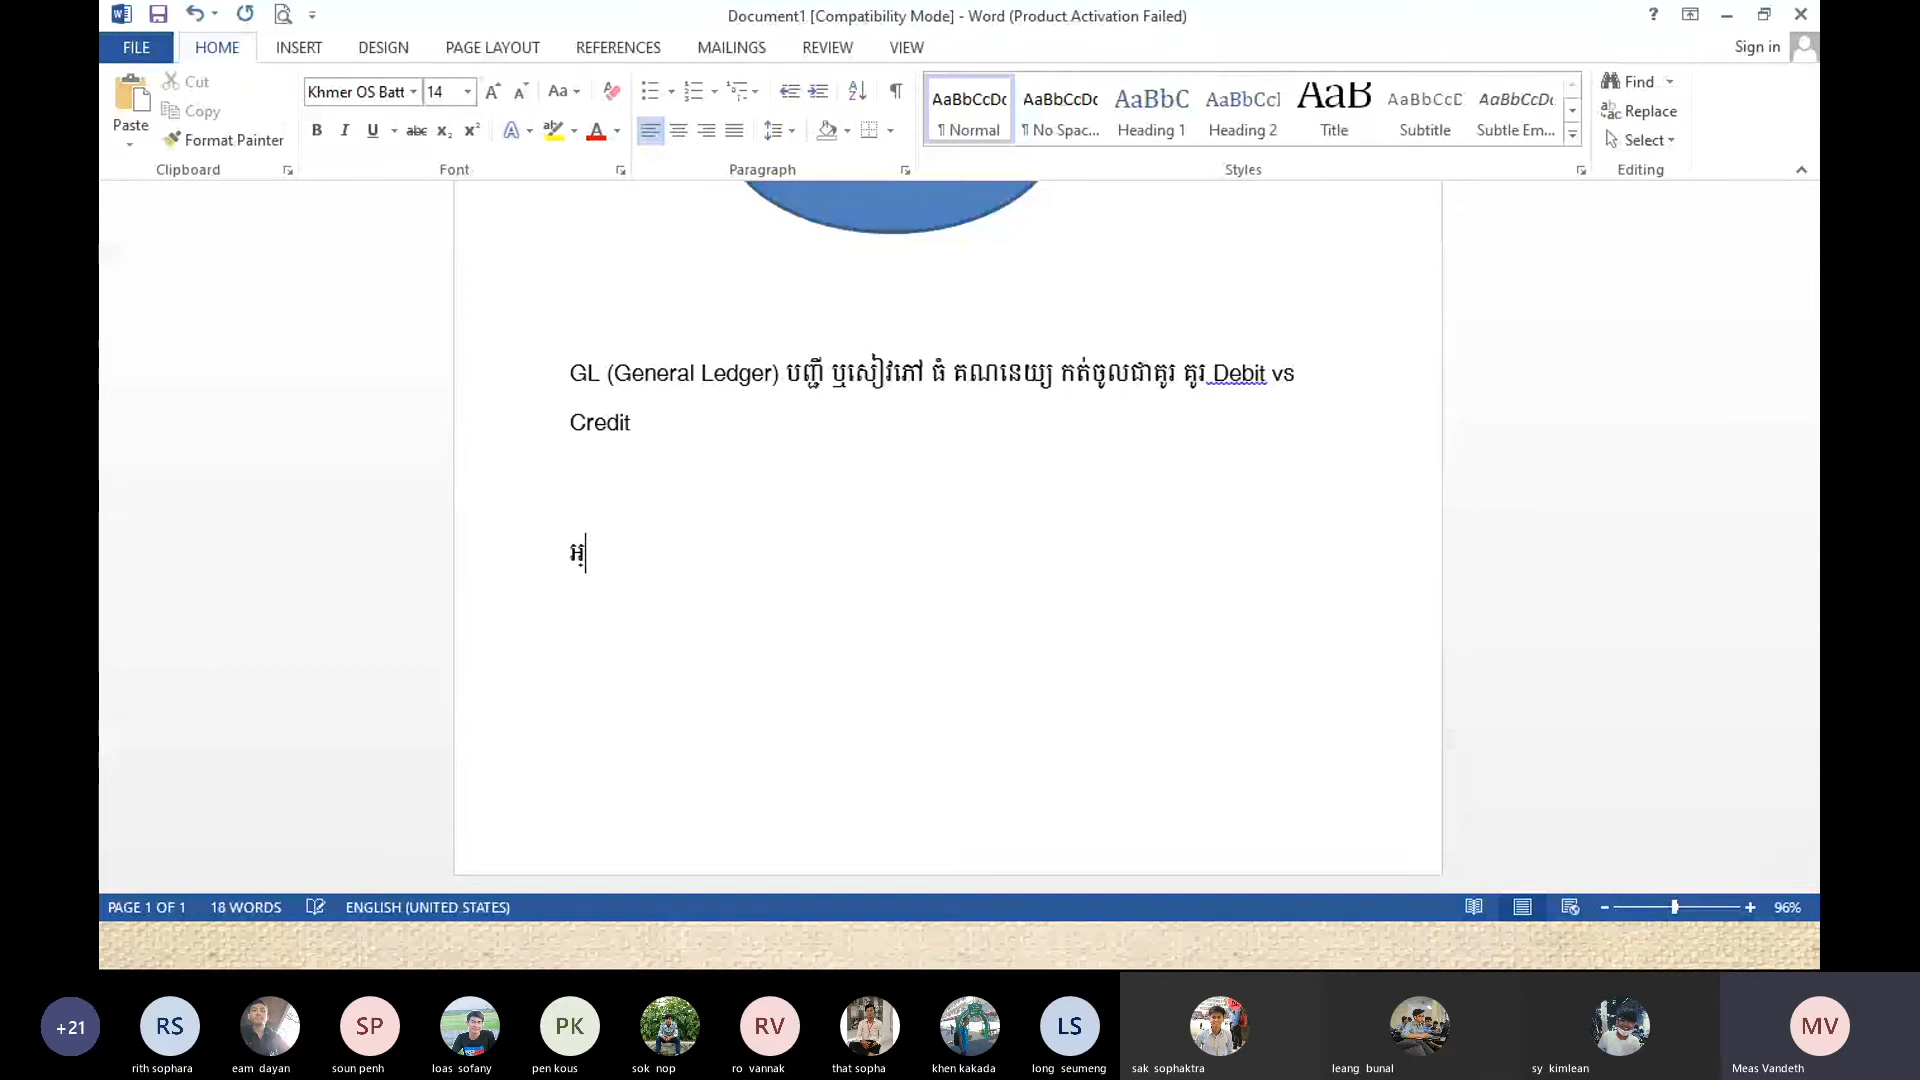 Document1 [Compatibility Mode] - Word (Product Activation Failed)
FILE HOME INSERT DESIGN PAGE LAYOUT REFERENCES MAILINGS REVIEW VIEW
Sign in
Paste
Cut
Copy
Format Painter
Clipboard
Khmer OS Batt 14
Font
Paragraph
AaBbCcDc AaBbCcDc AaBbC AaBbCcI AaB AaBbCcD AaBbCcDc
¶ Normal ¶ No Spac... Heading 1 Heading 2 Title Subtitle Subtle Em...
Styles
Find
Replace
Select
Editing
GL (General Ledger) បញ្ជី ឬសៀវភៅ ធំ គណនេយ្យ កត់ចូលជាគូរ គូរ Debit vs
Credit
PAGE 1 OF 1 18 WORDS ENGLISH (UNITED STATES) 96%
+21 RS SP PK RV LS MV
rith sophara eam dayan soun penh loas sofany pen kous sok nop ro vannak that sopha khen kakada long seumeng sak sophaktra leang bunal sy kimlean Meas Vandeth